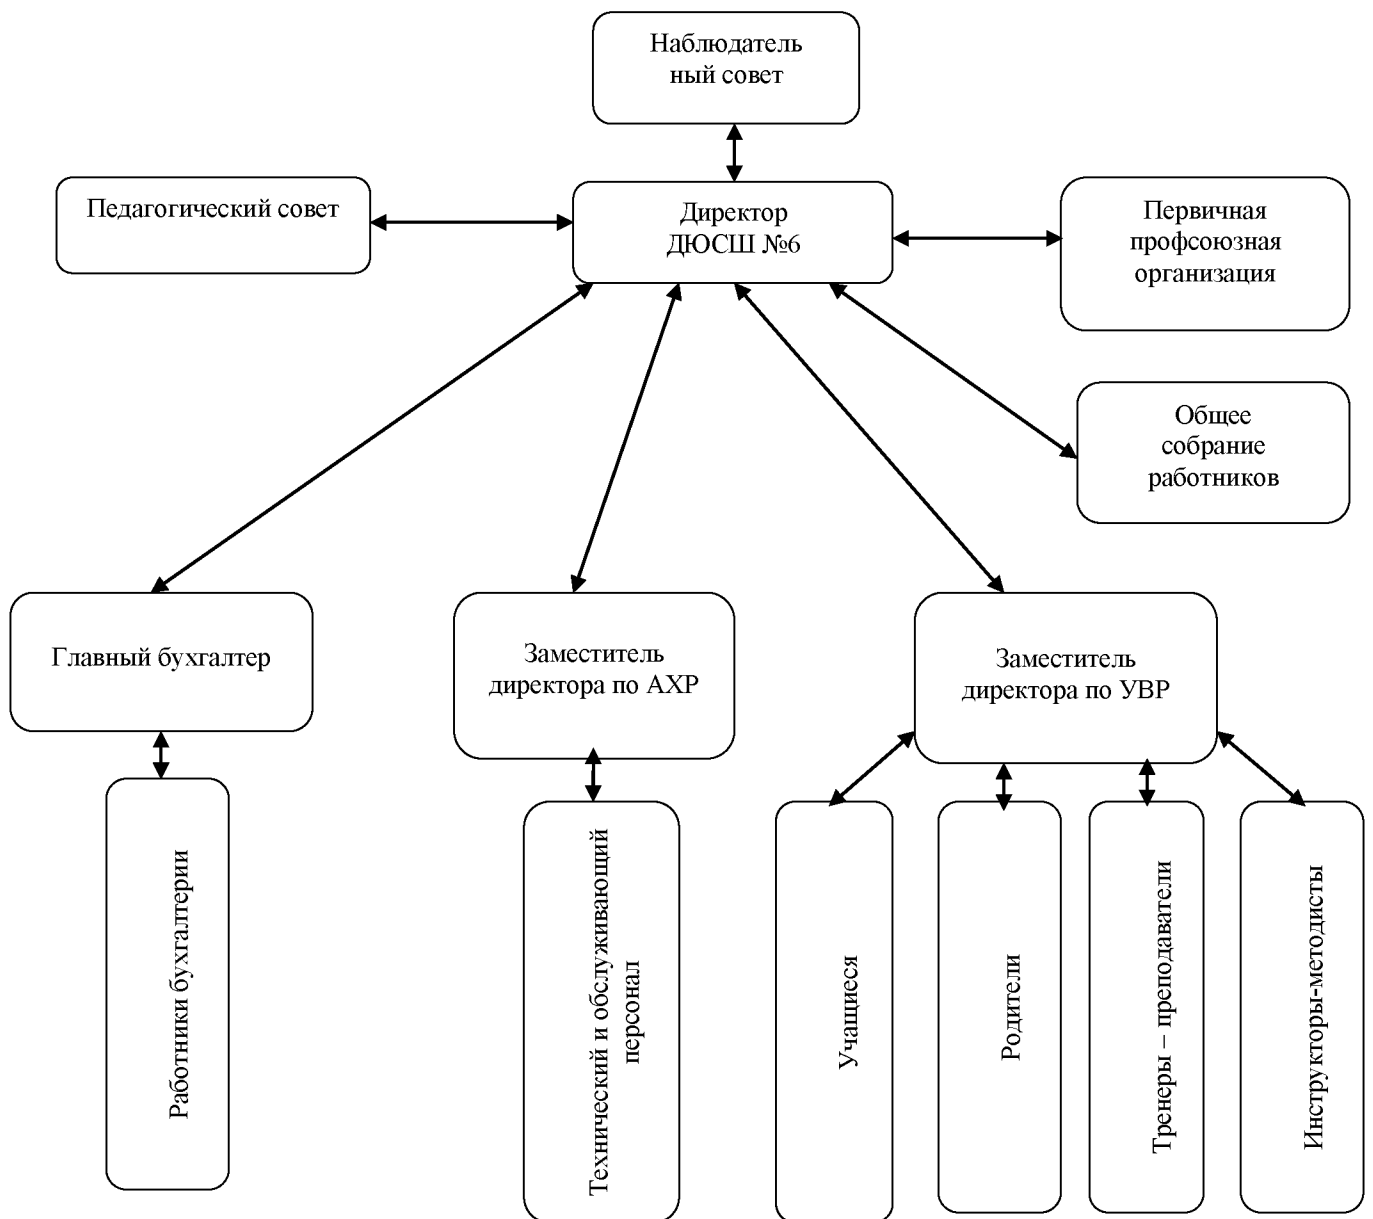 Наблюдатель
ный совет
Педагогический совет
Директор
ДЮСШ №6
Первичная
профсоюзная
организация
Общее
собрание
работников
Главный бухгалтер
Заместитель
директора по АХР
Заместитель
директора по УВР
Работники бухгалтерии
Технический и обслуживающий
персонал
Учащиеся
Родители
Тренеры – преподаватели
Инструкторы-методисты